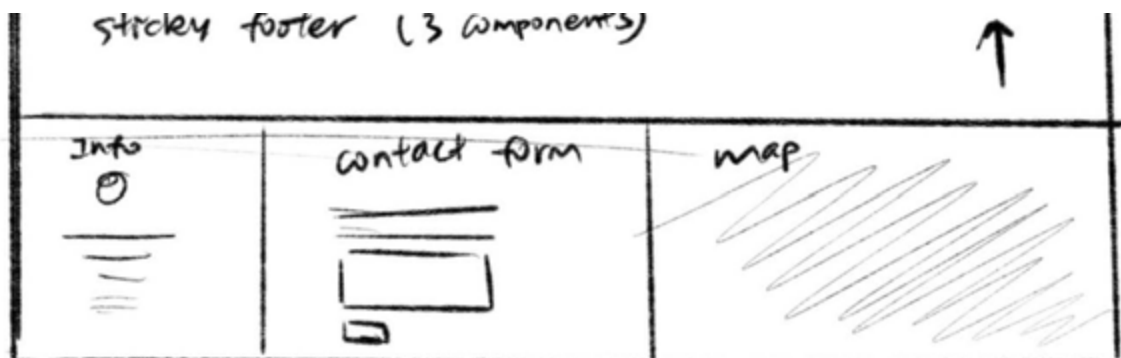 sticky footer (3 components)
Info
contact form
map